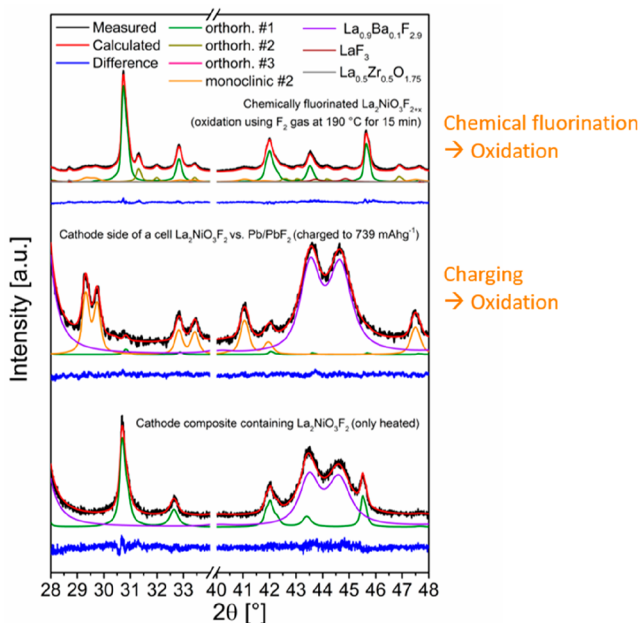 Measured
Calculated
Difference
orthorh. #1
orthorh. #2
orthorh. #3
monoclinic #2
La₀.₉Ba₀.₁F₂.₉
LaF₃
La₀.₅Zr₀.₅O₁.₇₅
Chemically fluorinated La₂NiO₃F₂₊ₓ
(oxidation using F₂ gas at 190 °C for 15 min)
Chemical fluorination
→ Oxidation
Cathode side of a cell La₂NiO₃F₂ vs. Pb/PbF₂ (charged to 739 mAhg⁻¹)
Charging
→ Oxidation
Cathode composite containing La₂NiO₃F₂ (only heated)
Intensity [a.u.]
28 29 30 31 32 33 40 41 42 43 44 45 46 47 48
2θ [°]